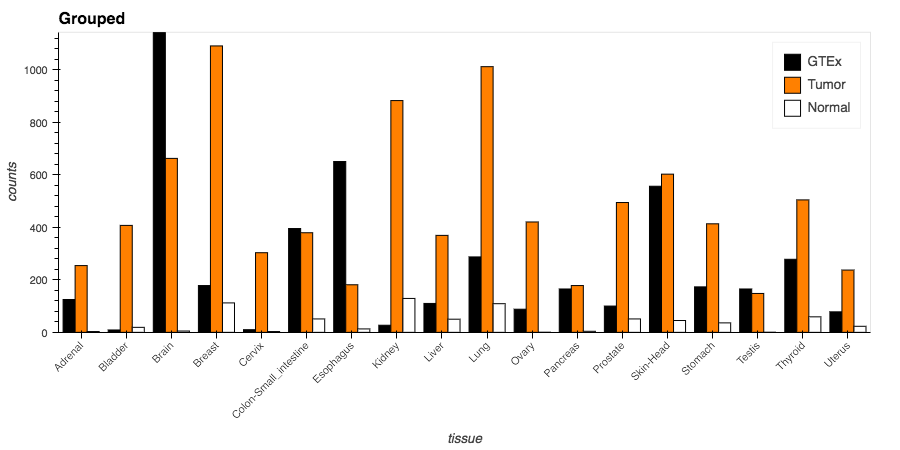 Grouped
1000
800
600
400
200
0
counts
GTEx
Tumor
Normal
Adrenal
Bladder
Brain
Breast
Cervix
Colon-Small_intestine
Esophagus
Kidney
Liver
Lung
Ovary
Pancreas
Prostate
Skin-Head
Stomach
Testis
Thyroid
Uterus
tissue